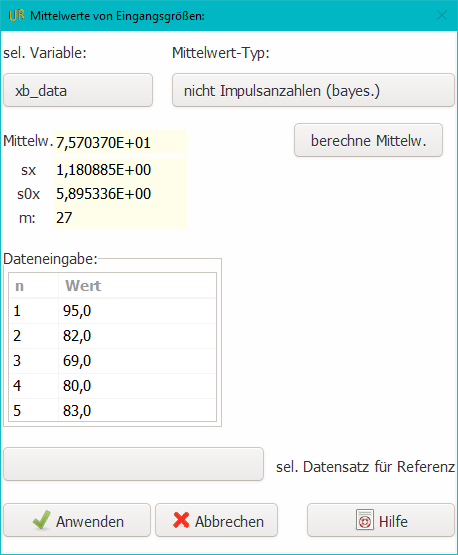 UR Mittelwerte von Eingangsgrößen:
sel. Variable: Mittelwert-Typ:
xb_data nicht Impulsanzahlen (bayes.)
Mittelw. 7,570370E+01 berechne Mittelw.
sx 1,180885E+00
s0x 5,895336E+00
m: 27
Dateneingabe:
n Wert
1 95,0
2 82,0
3 69,0
4 80,0
5 83,0
sel. Datensatz für Referenz
Anwenden Abbrechen Hilfe